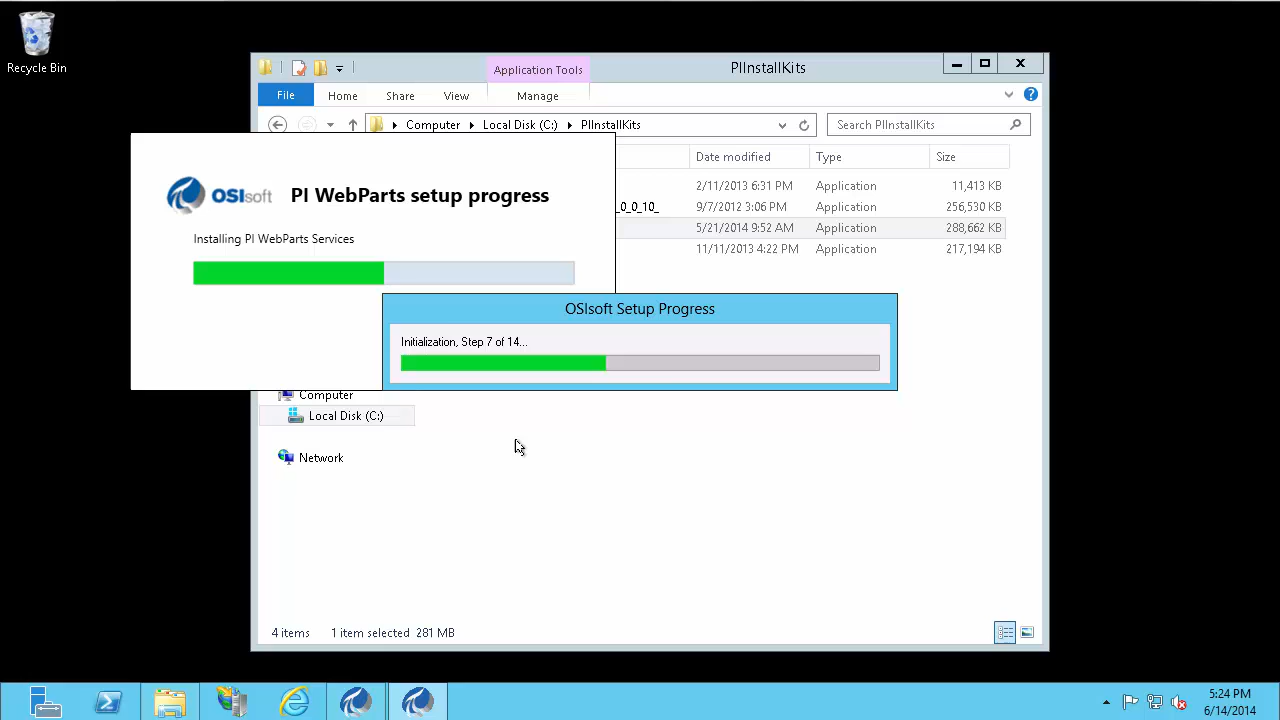 Recycle Bin
Application Tools
PIInstallKits
File Home Share View Manage
Computer Local Disk (C:) PIInstallKits
Search PIInstallKits
Date modified Type Size
OSIsoft PI WebParts setup progress
Installing PI WebParts Services
2/11/2013 6:31 PM Application 11,413 KB
_0_0_10_ 9/7/2012 3:06 PM Application 256,530 KB
5/21/2014 9:52 AM Application 288,662 KB
11/11/2013 4:22 PM Application 217,194 KB
OSIsoft Setup Progress
Initialization, Step 7 of 14...
Computer
Local Disk (C:)
Network
4 items 1 item selected 281 MB
5:24 PM
6/14/2014